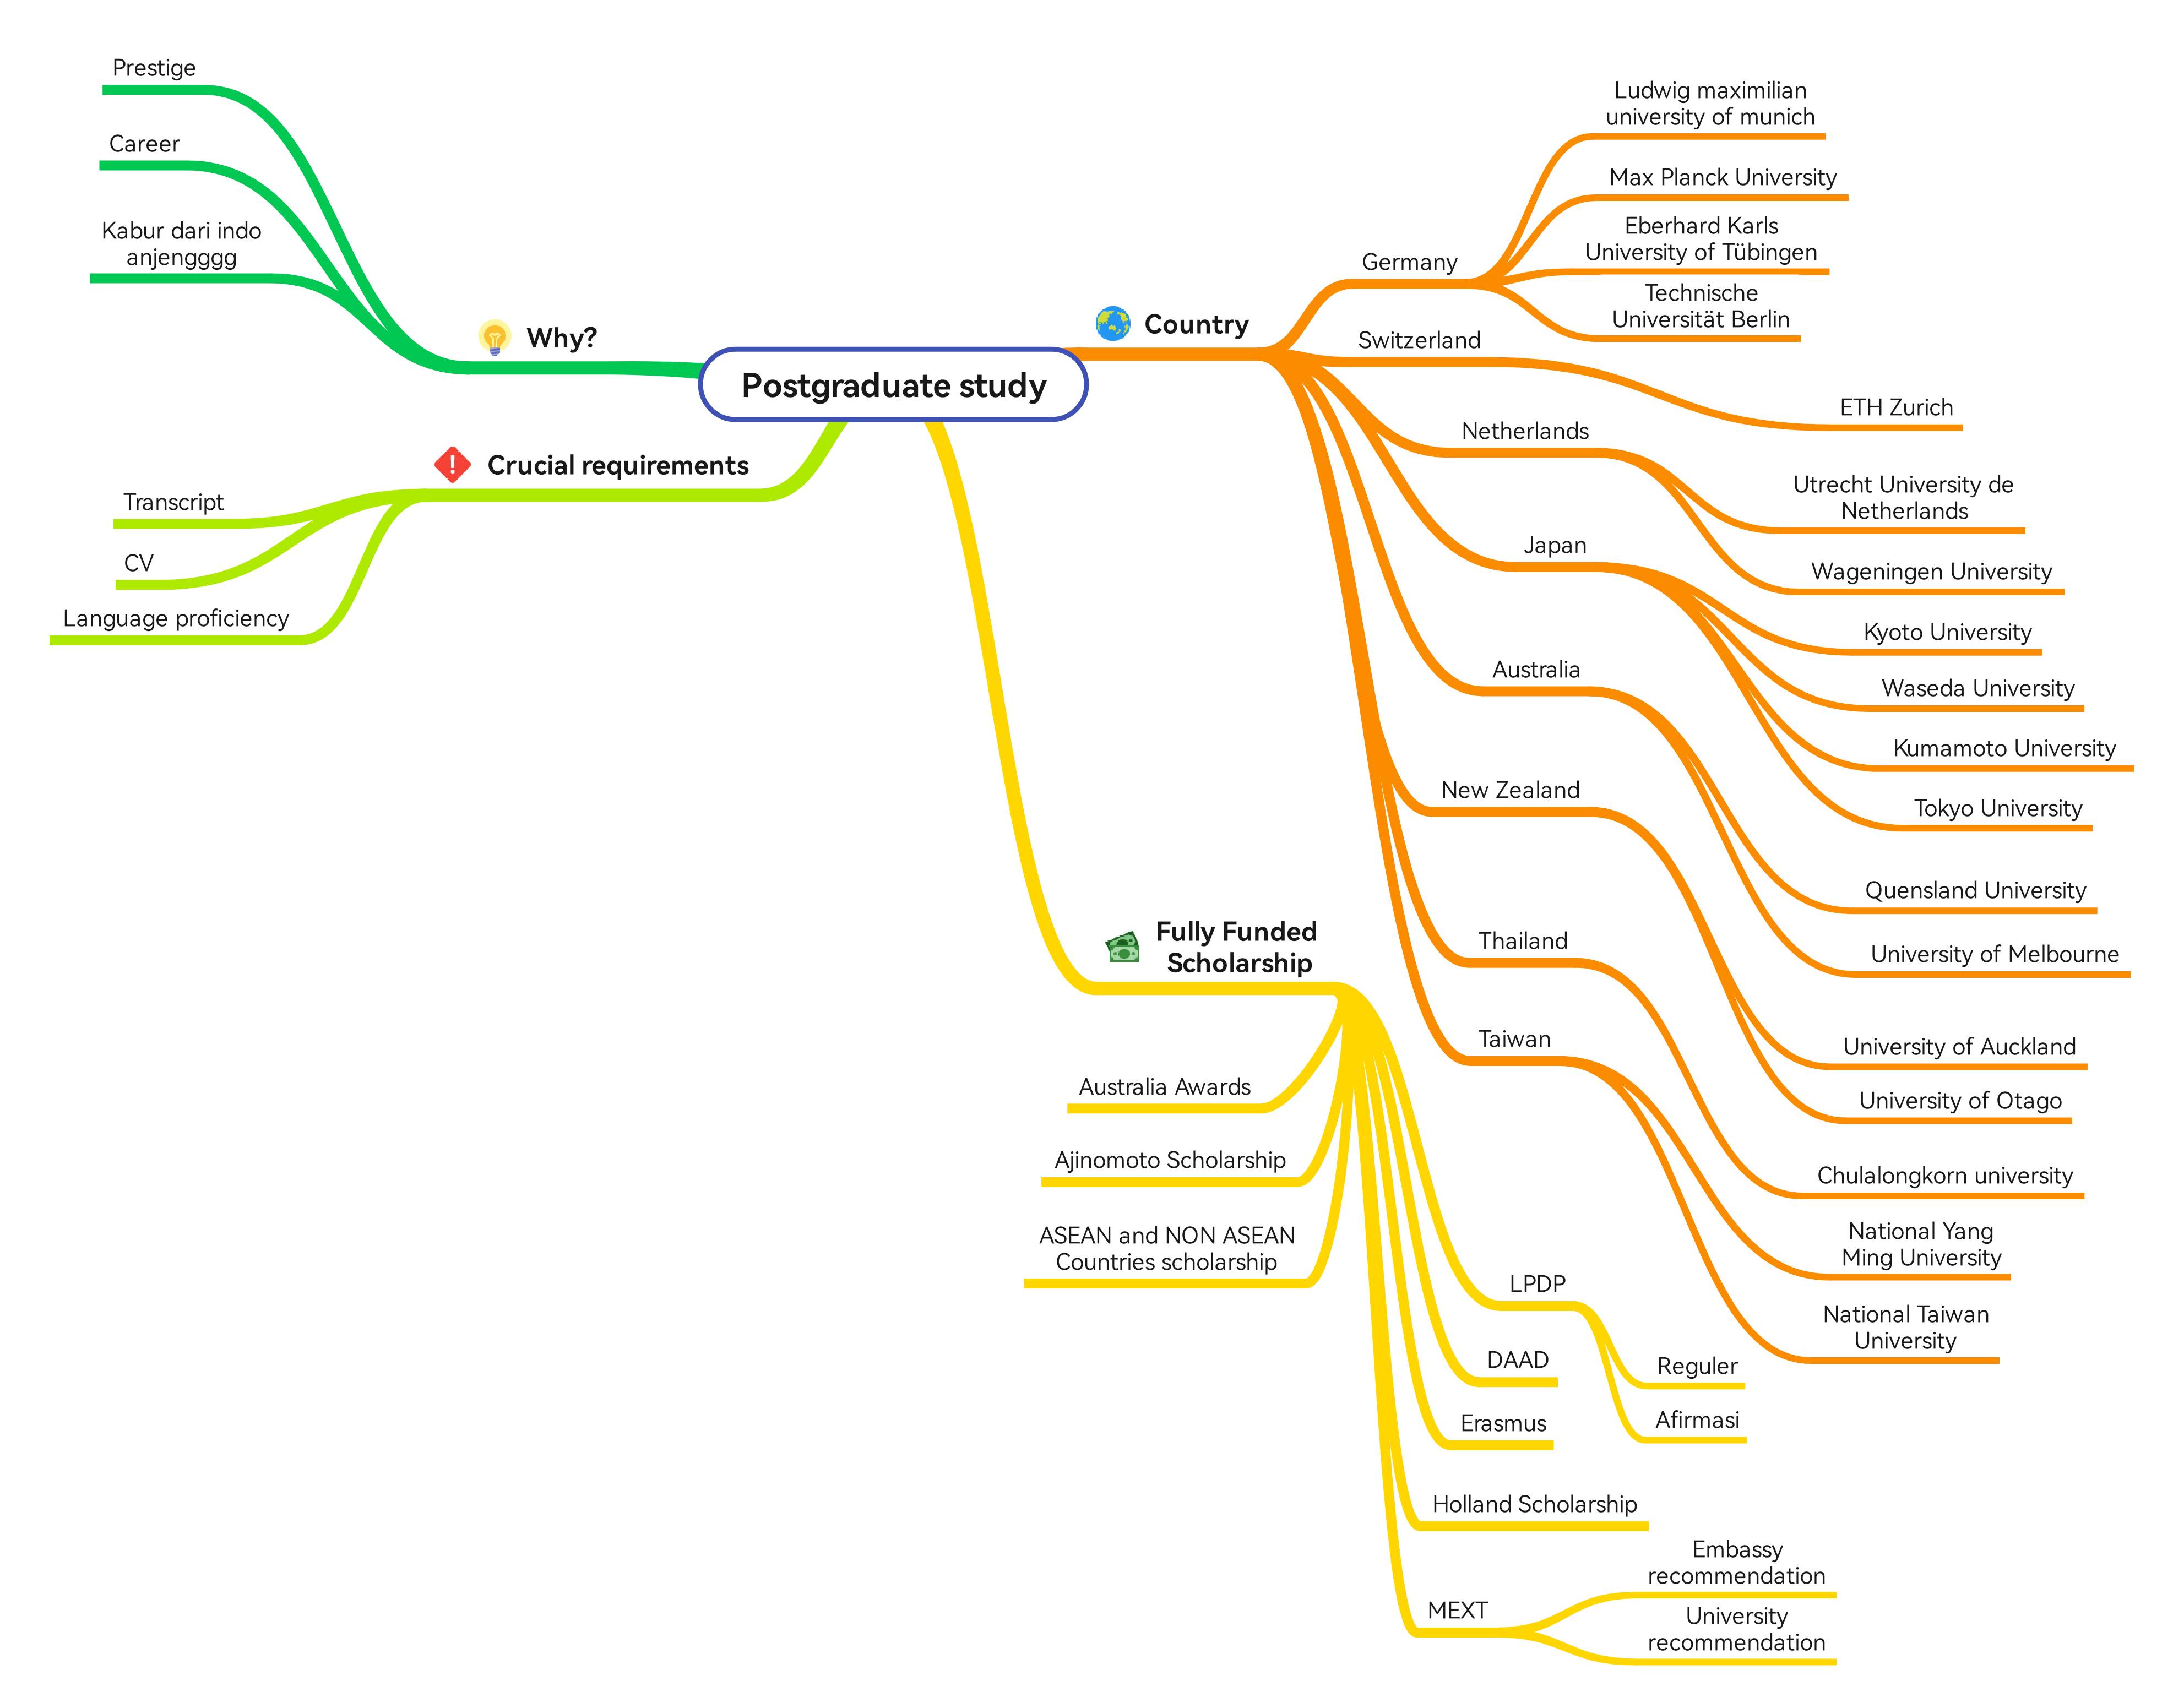 Postgraduate study
Why?
Prestige
Career
Kabur dari indo
anjengggg
Crucial requirements
Transcript
CV
Language proficiency
Country
Germany
Ludwig maximilian
university of munich
Max Planck University
Eberhard Karls
University of Tübingen
Technische
Universität Berlin
Switzerland
ETH Zurich
Netherlands
Utrecht University de
Netherlands
Wageningen University
Japan
Kyoto University
Waseda University
Kumamoto University
Tokyo University
Australia
Quensland University
University of Melbourne
New Zealand
University of Auckland
University of Otago
Thailand
Chulalongkorn university
Taiwan
National Yang
Ming University
National Taiwan
University
Fully Funded
Scholarship
Australia Awards
Ajinomoto Scholarship
ASEAN and NON ASEAN
Countries scholarship
LPDP
Reguler
Afirmasi
DAAD
Erasmus
Holland Scholarship
MEXT
Embassy
recommendation
University
recommendation